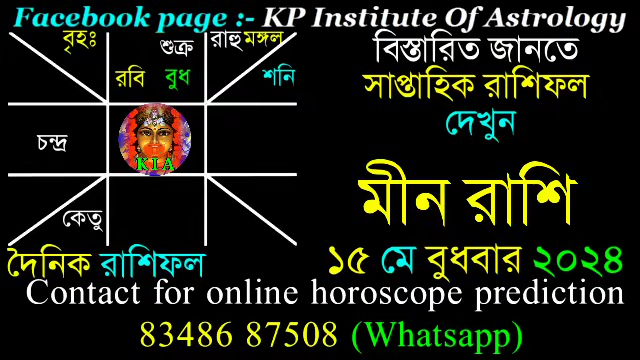 Facebook page :- KP Institute Of Astrology
বৃহঃ
শুক্র
রাহু মঙ্গল
রবি
বুধ
শনি
চন্দ্র
KIA
কেতু
দৈনিক রাশিফল
বিস্তারিত জানতে
সাপ্তাহিক রাশিফল
দেখুন
মীন রাশি
১৫ মে বুধবার ২০২৪
Contact for online horoscope prediction
83486 87508 (Whatsapp)